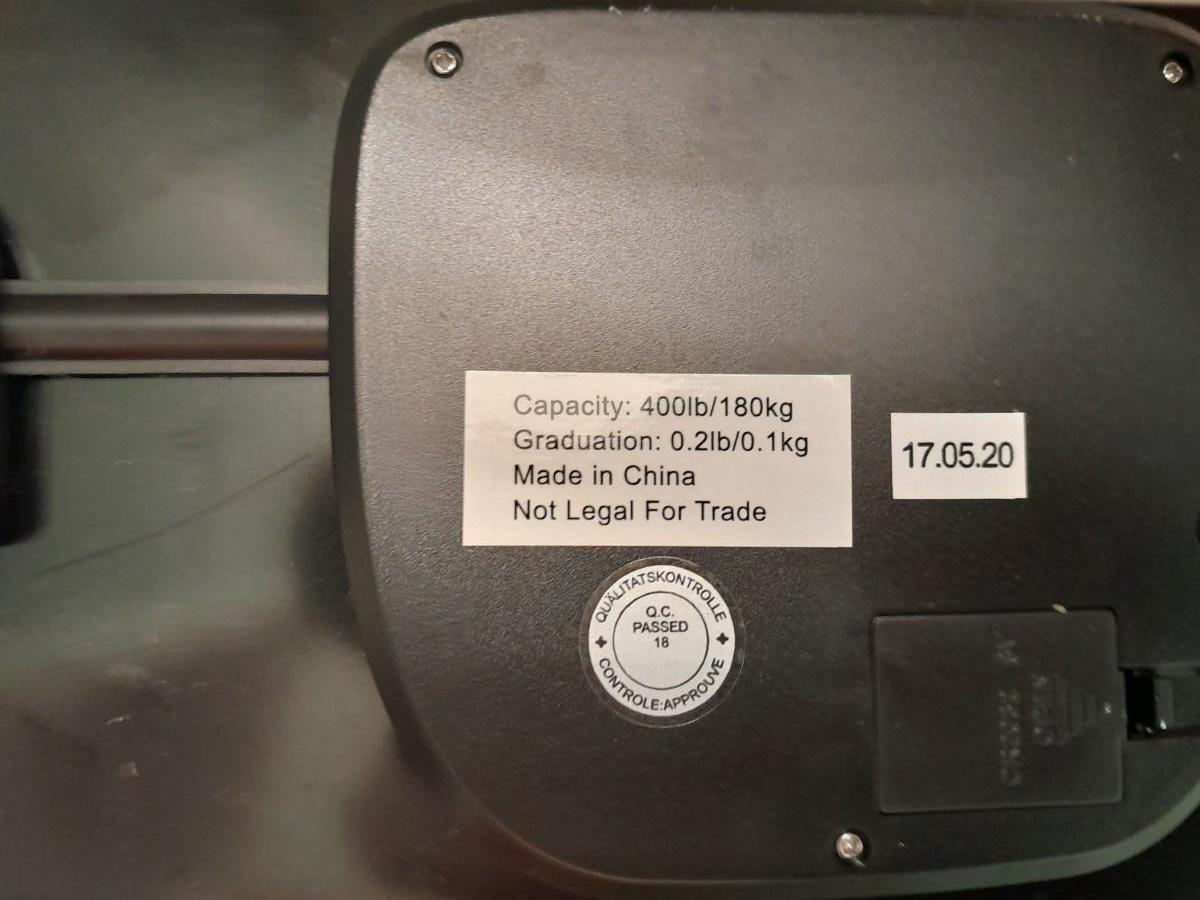 Capacity: 400lb/180kg
Graduation: 0.2lb/0.1kg
Made in China
Not Legal For Trade
17.05.20
QUÄLITATSKONTROLLE
Q.C.
PASSED
18
CONTROLE:APPROUVE